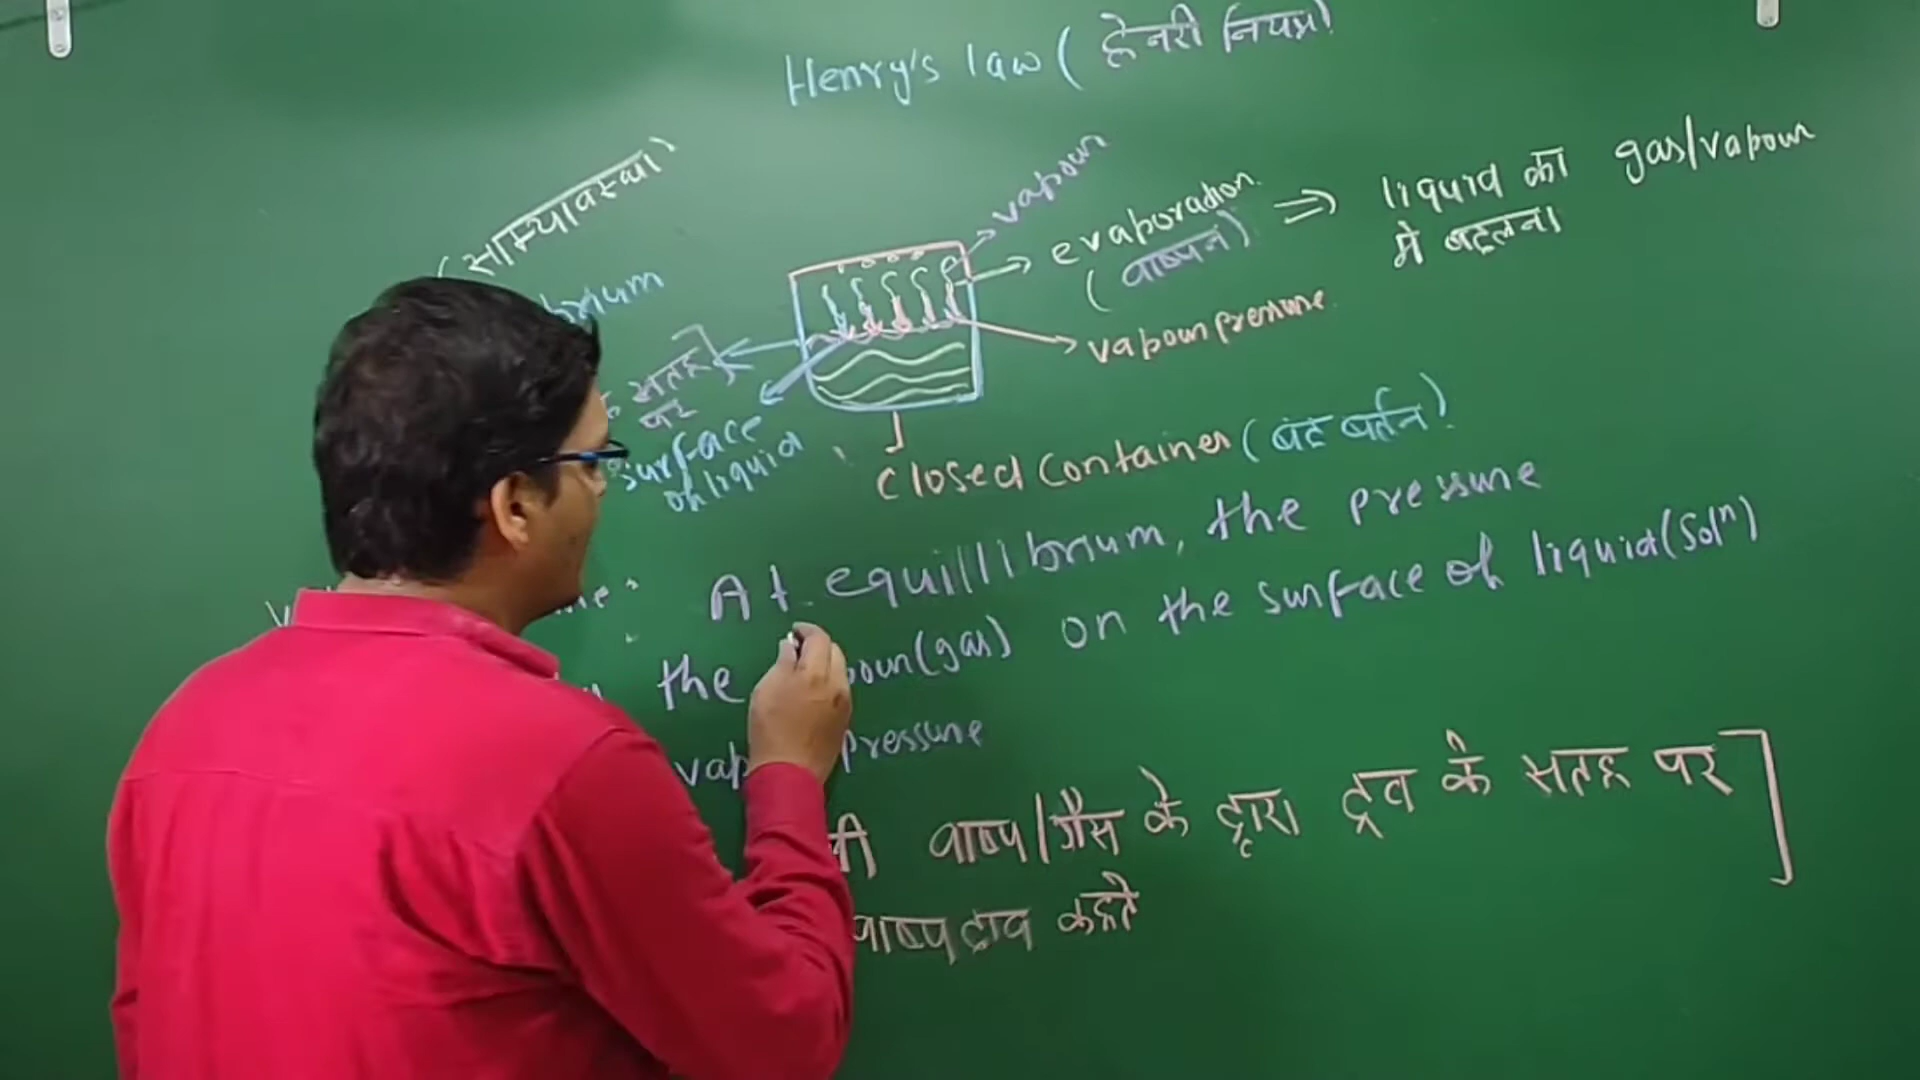 Henry's law ( हेनरी नियम)
(साम्यावस्था)
vapour
evaporation ⇒ liquid का gas/vapour
(वाष्पन) में बदलना
brium
vapour pressure
सतह
पर
surface
of liquid
closed container (बंद बर्तन)
At equillibrium, the pressure
the pour(gas) on the surface of liquid(Solⁿ)
vap pressure
की वाष्प/गैस के द्वारा द्रव के सतह पर ]
वाष्पदाव कहते